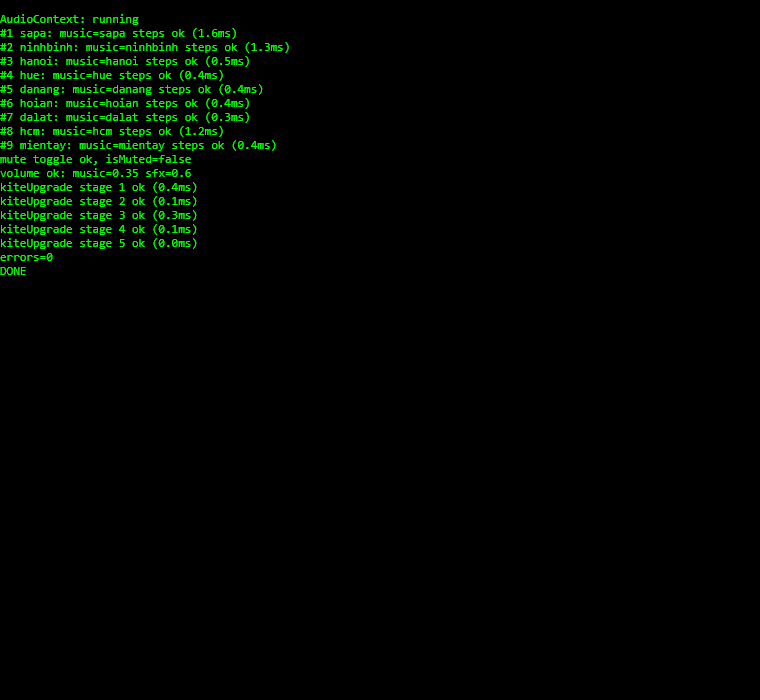 AudioContext: running
#1 sapa: music=sapa steps ok (1.6ms)
#2 ninhbinh: music=ninhbinh steps ok (1.3ms)
#3 hanoi: music=hanoi steps ok (0.5ms)
#4 hue: music=hue steps ok (0.4ms)
#5 danang: music=danang steps ok (0.4ms)
#6 hoian: music=hoian steps ok (0.4ms)
#7 dalat: music=dalat steps ok (0.3ms)
#8 hcm: music=hcm steps ok (1.2ms)
#9 mientay: music=mientay steps ok (0.4ms)
mute toggle ok, isMuted=false
volume ok: music=0.35 sfx=0.6
kiteUpgrade stage 1 ok (0.4ms)
kiteUpgrade stage 2 ok (0.1ms)
kiteUpgrade stage 3 ok (0.3ms)
kiteUpgrade stage 4 ok (0.1ms)
kiteUpgrade stage 5 ok (0.0ms)
errors=0
DONE